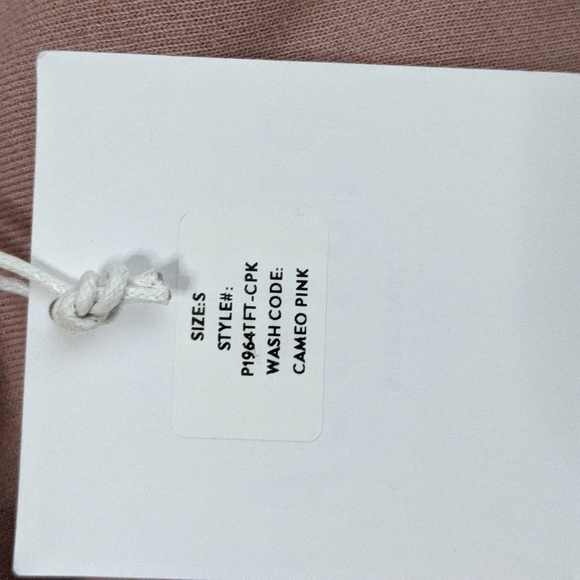 SIZE:S
STYLE#:
P1964TFT-CPK
WASH CODE:
CAMEO PINK